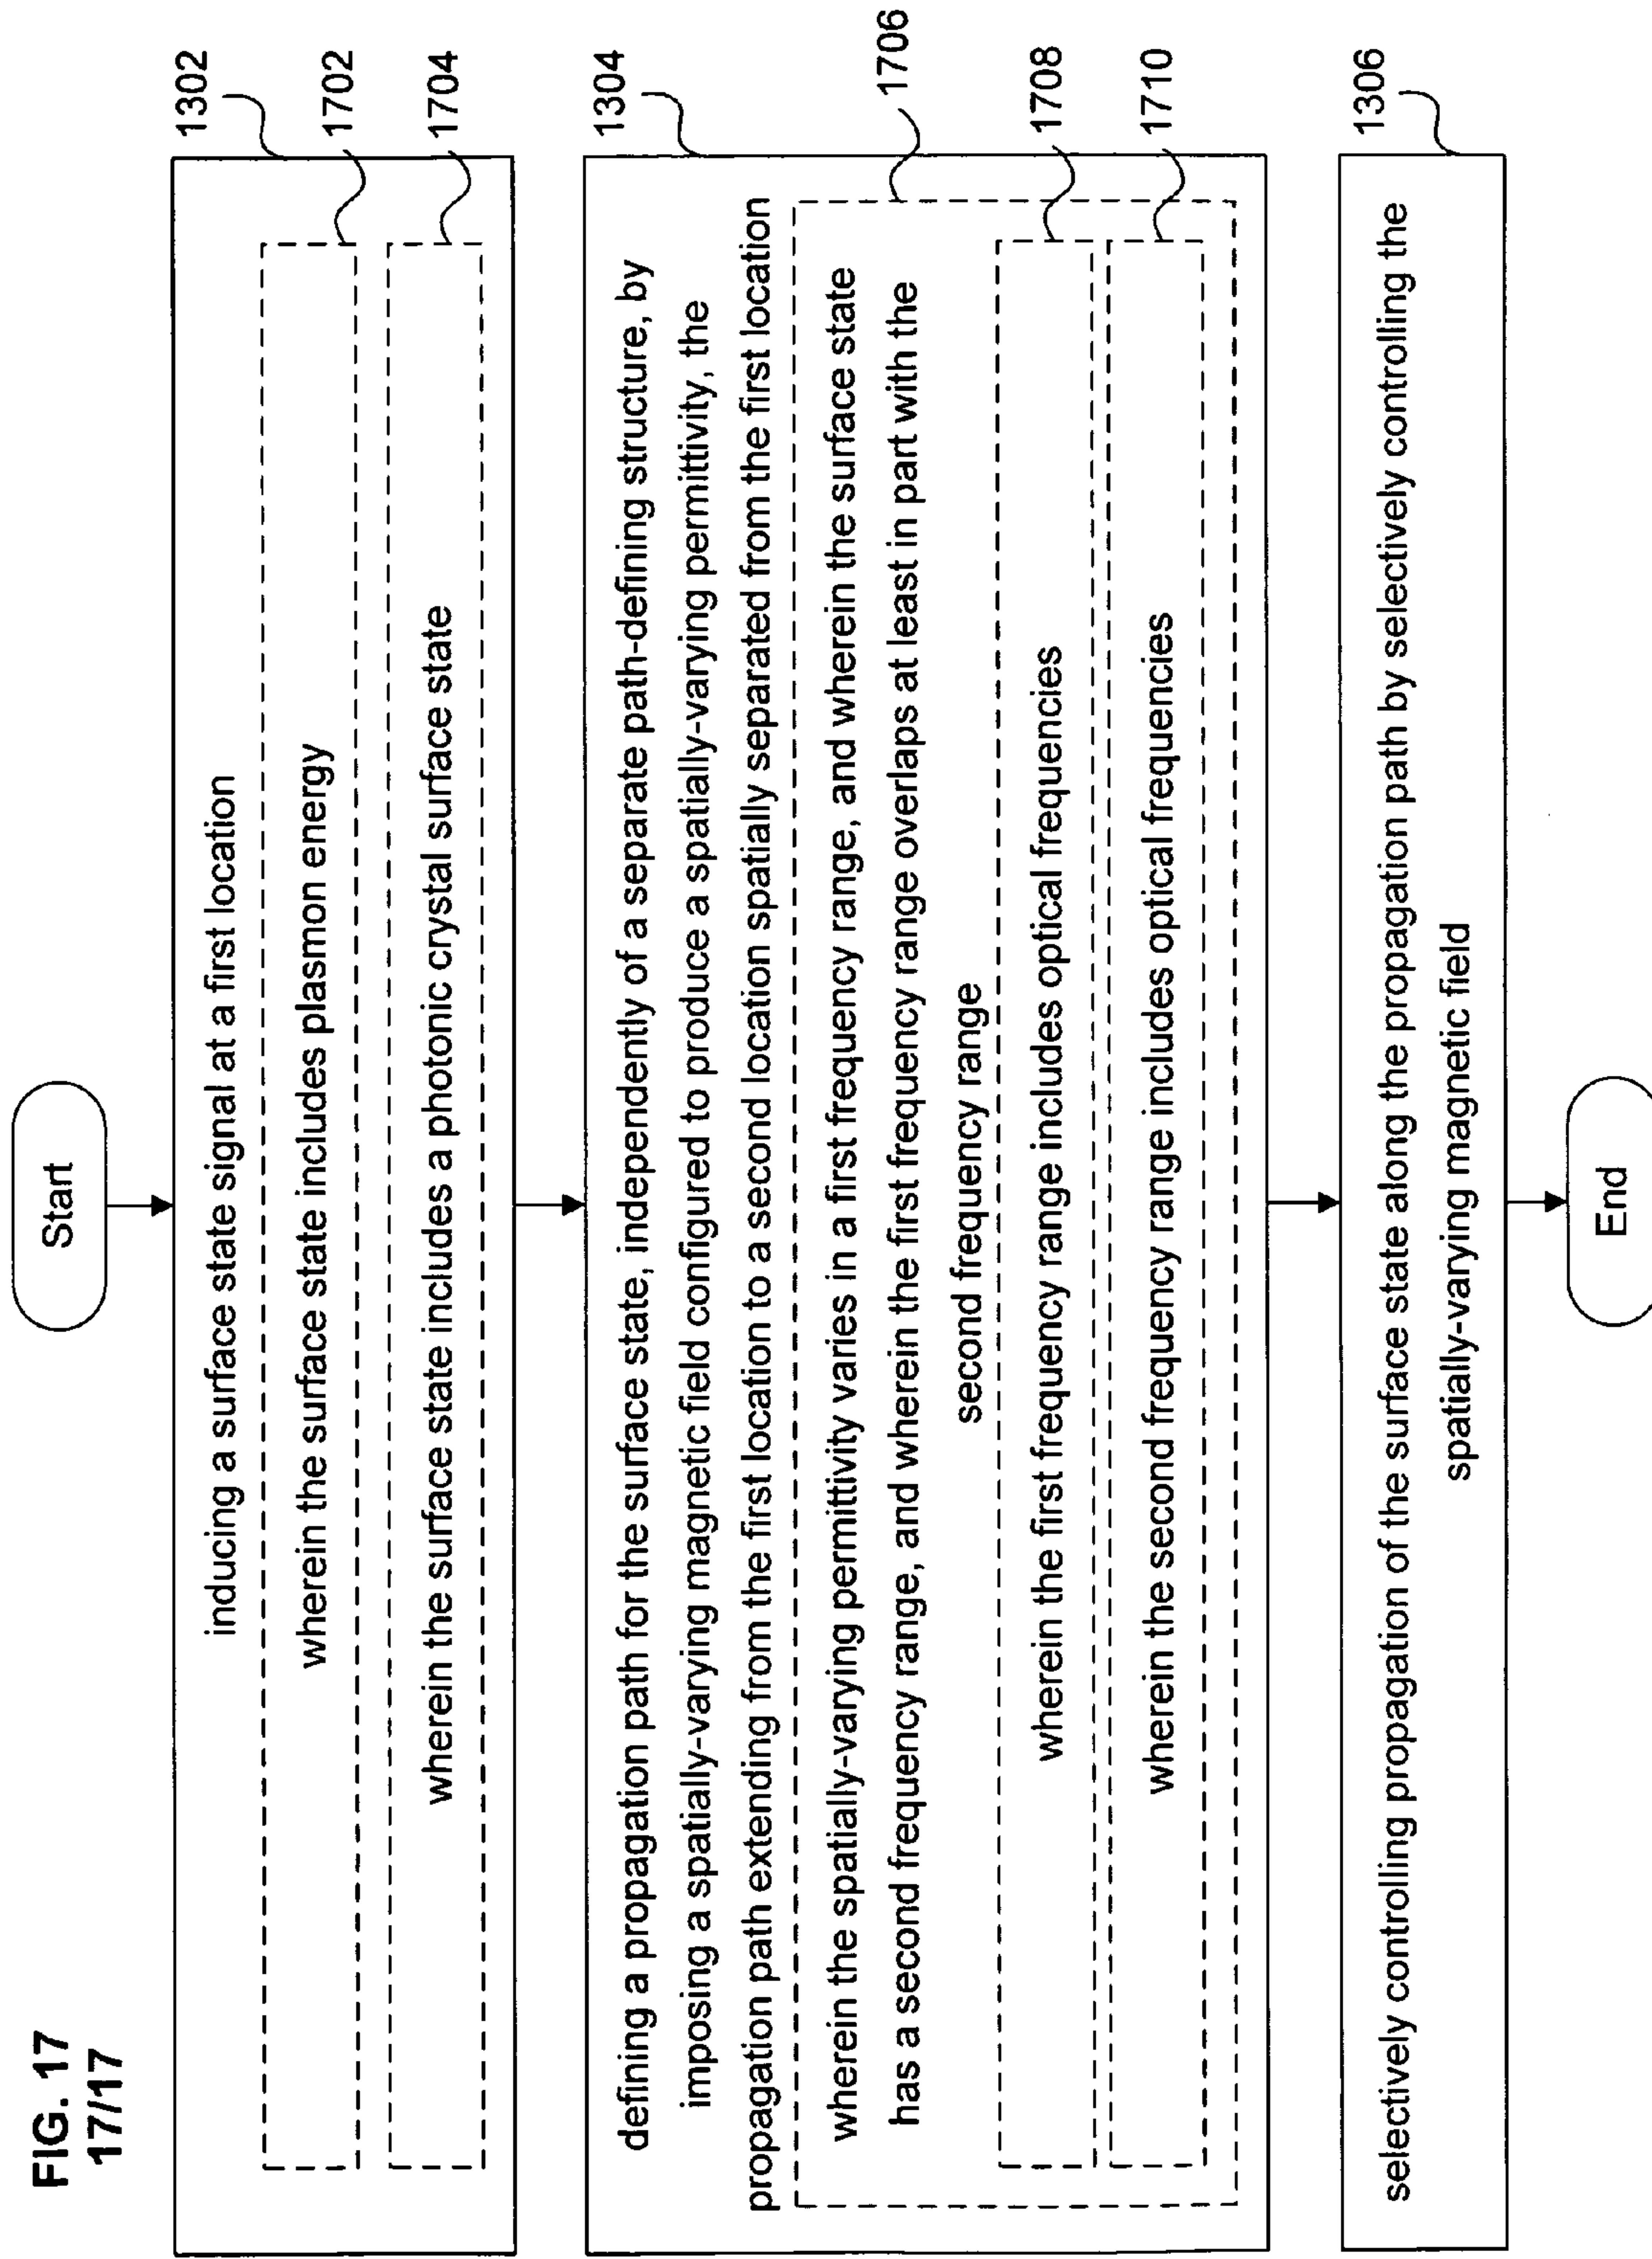 FIG. 17
17/17
Start
1302
inducing a surface state signal at a first location
1702
wherein the surface state includes plasmon energy
1704
wherein the surface state includes a photonic crystal surface state
1304
defining a propagation path for the surface state, independently of a separate path-defining structure, by
imposing a spatially-varying magnetic field configured to produce a spatially-varying permittivity, the
propagation path extending from the first location to a second location spatially separated from the first location
1706
wherein the spatially-varying permittivity varies in a first frequency range, and wherein the surface state
has a second frequency range, and wherein the first frequency range overlaps at least in part with the
second frequency range
1708
wherein the first frequency range includes optical frequencies
1710
wherein the second frequency range includes optical frequencies
1306
selectively controlling propagation of the surface state along the propagation path by selectively controlling the
spatially-varying magnetic field
End